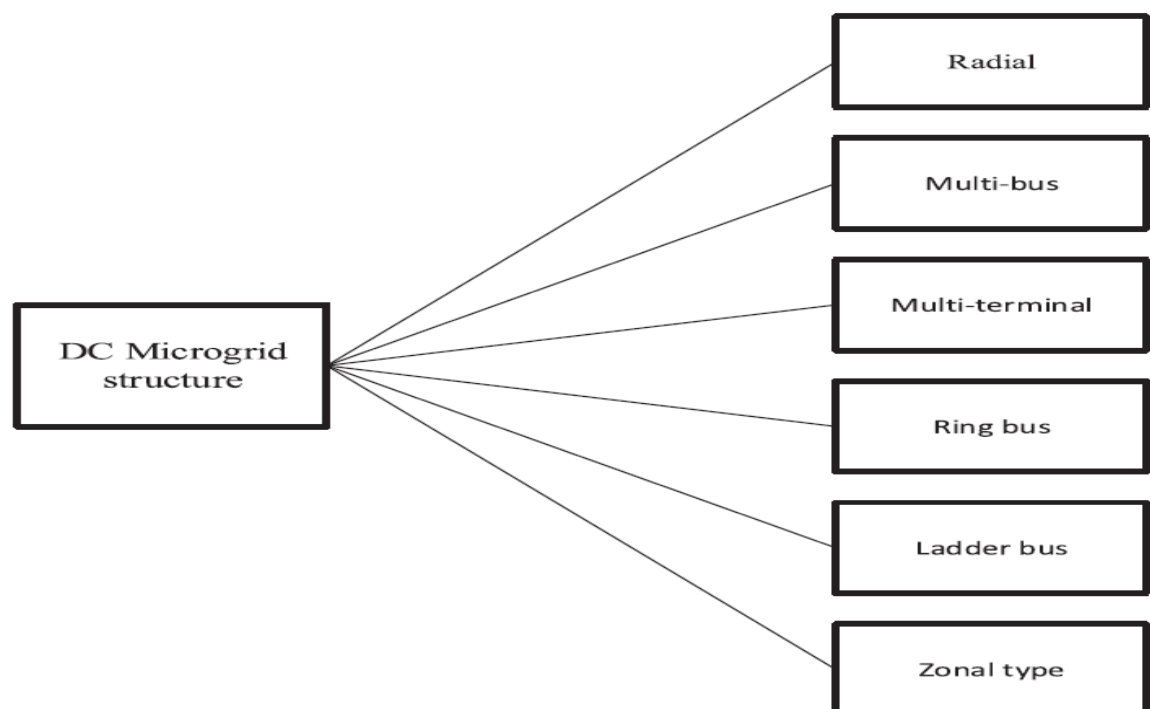 Radial
Multi-bus
Multi-terminal
DC Microgrid
structure
Ring bus
Ladder bus
Zonal type